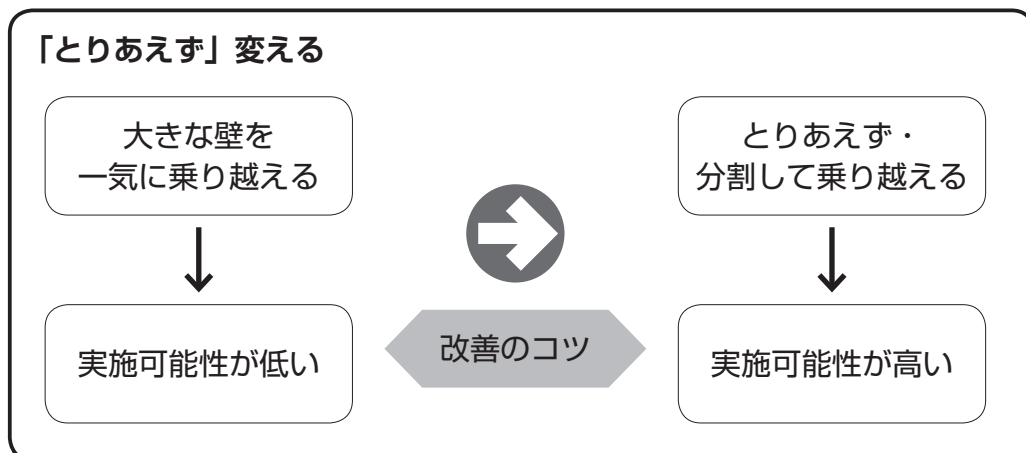 「とりあえず」変える
大きな壁を
一気に乗り越える
実施可能性が低い
改善のコツ
とりあえず・
分割して乗り越える
実施可能性が高い